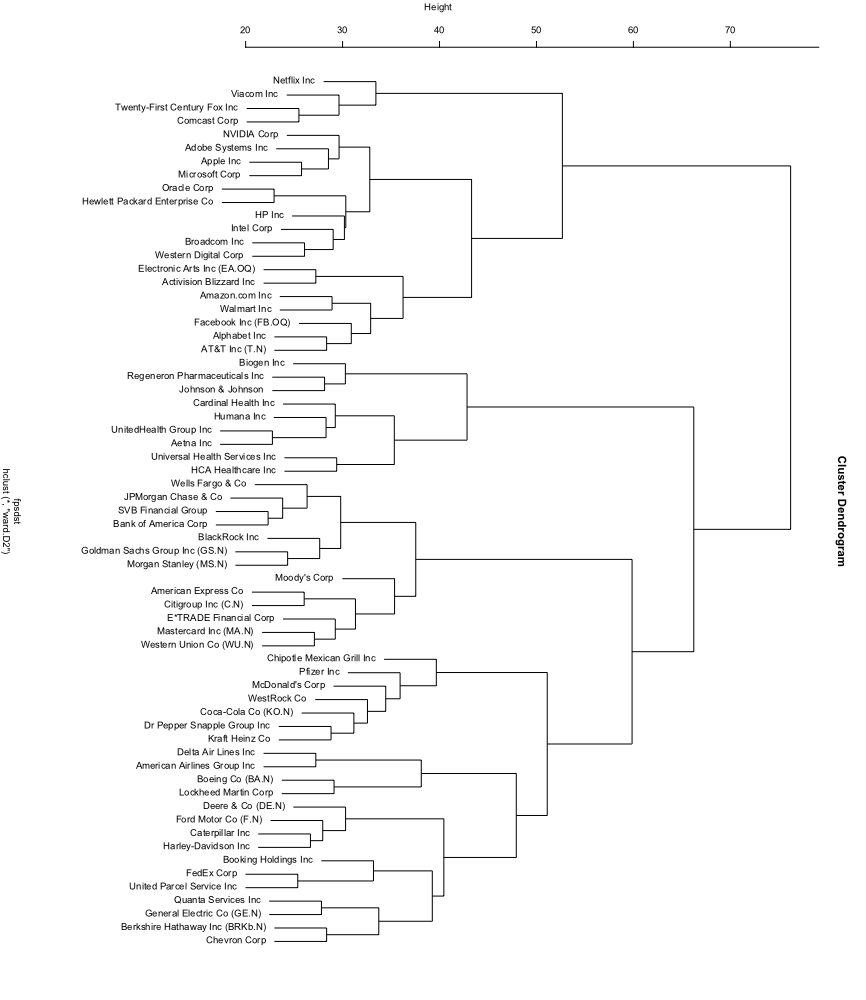 Height
20 30 40 50 60 70
Netflix Inc
Viacom Inc
Twenty-First Century Fox Inc
Comcast Corp
NVIDIA Corp
Adobe Systems Inc
Apple Inc
Microsoft Corp
Oracle Corp
Hewlett Packard Enterprise Co
HP Inc
Intel Corp
Broadcom Inc
Western Digital Corp
Electronic Arts Inc (EA.OQ)
Activision Blizzard Inc
Amazon.com Inc
Walmart Inc
Facebook Inc (FB.OQ)
Alphabet Inc
AT&T Inc (T.N)
Biogen Inc
Regeneron Pharmaceuticals Inc
Johnson & Johnson
Cardinal Health Inc
Humana Inc
UnitedHealth Group Inc
Aetna Inc
Universal Health Services Inc
HCA Healthcare Inc
Wells Fargo & Co
JPMorgan Chase & Co
SVB Financial Group
Bank of America Corp
BlackRock Inc
Goldman Sachs Group Inc (GS.N)
Morgan Stanley (MS.N)
Moody's Corp
American Express Co
Citigroup Inc (C.N)
E*TRADE Financial Corp
Mastercard Inc (MA.N)
Western Union Co (WU.N)
Chipotle Mexican Grill Inc
Pfizer Inc
McDonald's Corp
WestRock Co
Coca-Cola Co (KO.N)
Dr Pepper Snapple Group Inc
Kraft Heinz Co
Delta Air Lines Inc
American Airlines Group Inc
Boeing Co (BA.N)
Lockheed Martin Corp
Deere & Co (DE.N)
Ford Motor Co (F.N)
Caterpillar Inc
Harley-Davidson Inc
Booking Holdings Inc
FedEx Corp
United Parcel Service Inc
Quanta Services Inc
General Electric Co (GE.N)
Berkshire Hathaway Inc (BRKb.N)
Chevron Corp
Cluster Dendrogram
fpsdst
hclust (*, "ward.D2")